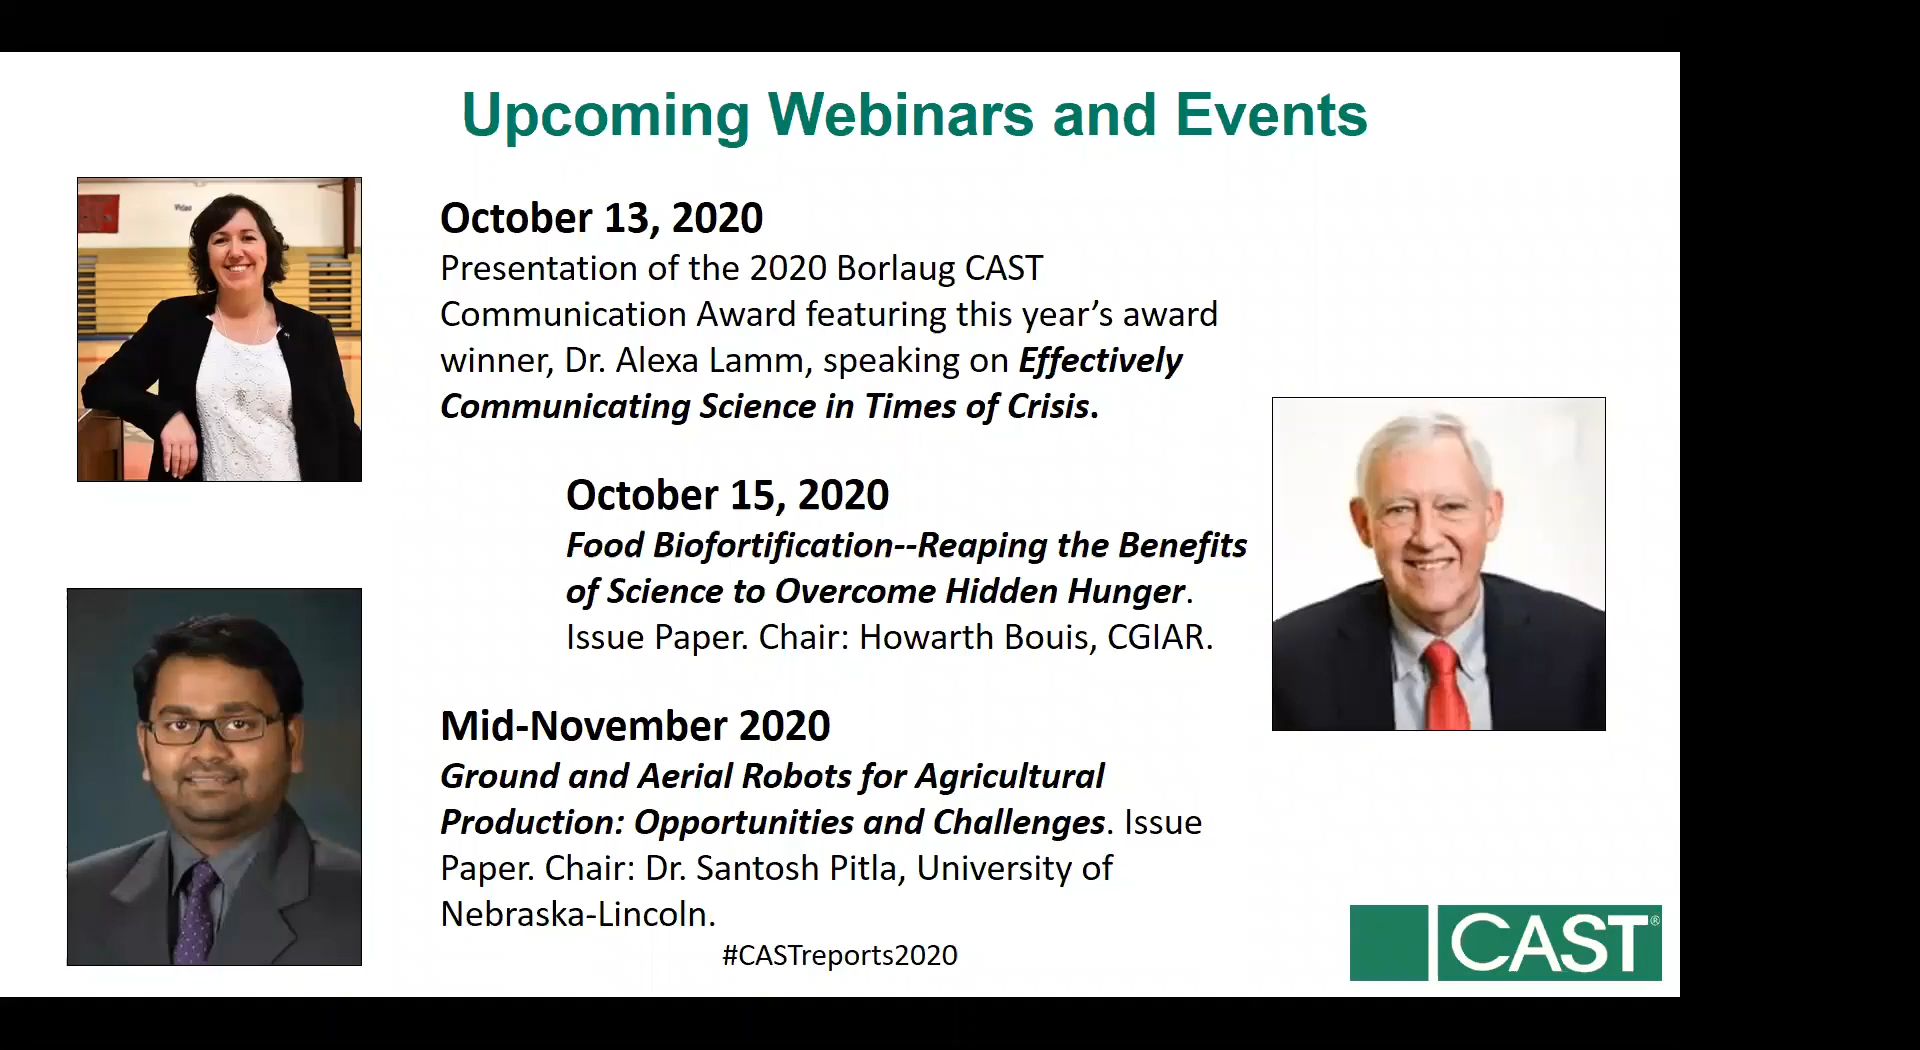 Upcoming Webinars and Events
Video
October 13, 2020
Presentation of the 2020 Borlaug CAST
Communication Award featuring this year’s award
winner, Dr. Alexa Lamm, speaking on Effectively
Communicating Science in Times of Crisis.
October 15, 2020
Food Biofortification--Reaping the Benefits
of Science to Overcome Hidden Hunger.
Issue Paper. Chair: Howarth Bouis, CGIAR.
Mid-November 2020
Ground and Aerial Robots for Agricultural
Production: Opportunities and Challenges. Issue
Paper. Chair: Dr. Santosh Pitla, University of
Nebraska-Lincoln.
#CASTreports2020
CAST®